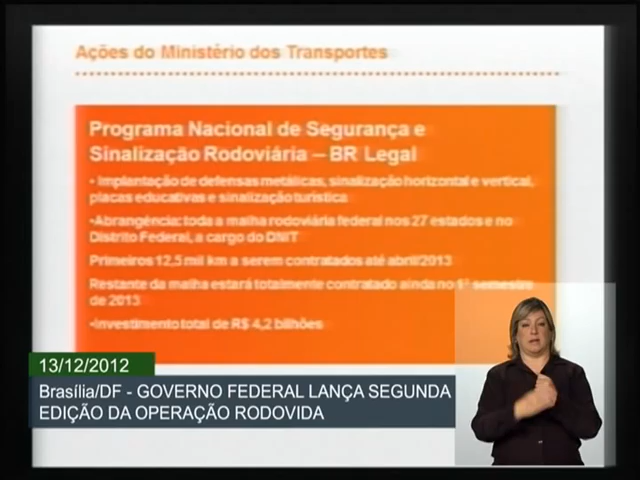 Ações do Ministério dos Transportes
Programa Nacional de Segurança e
Sinalização Rodoviária – BR Legal
• Implantação de defensas metálicas, sinalização horizontal e vertical,
placas educativas e sinalização turística
•Abrangência: toda a malha rodoviária federal nos 27 estados e no
Distrito Federal, a cargo do DNIT
Primeiros 12,5 mil km a serem contratados até abril/2013
Restante da malha estará totalmente contratado ainda no 1º semestre
de 2013
•Investimento total de R$ 4,2 bilhões
13/12/2012
Brasília/DF - GOVERNO FEDERAL LANÇA SEGUNDA
EDIÇÃO DA OPERAÇÃO RODOVIDA